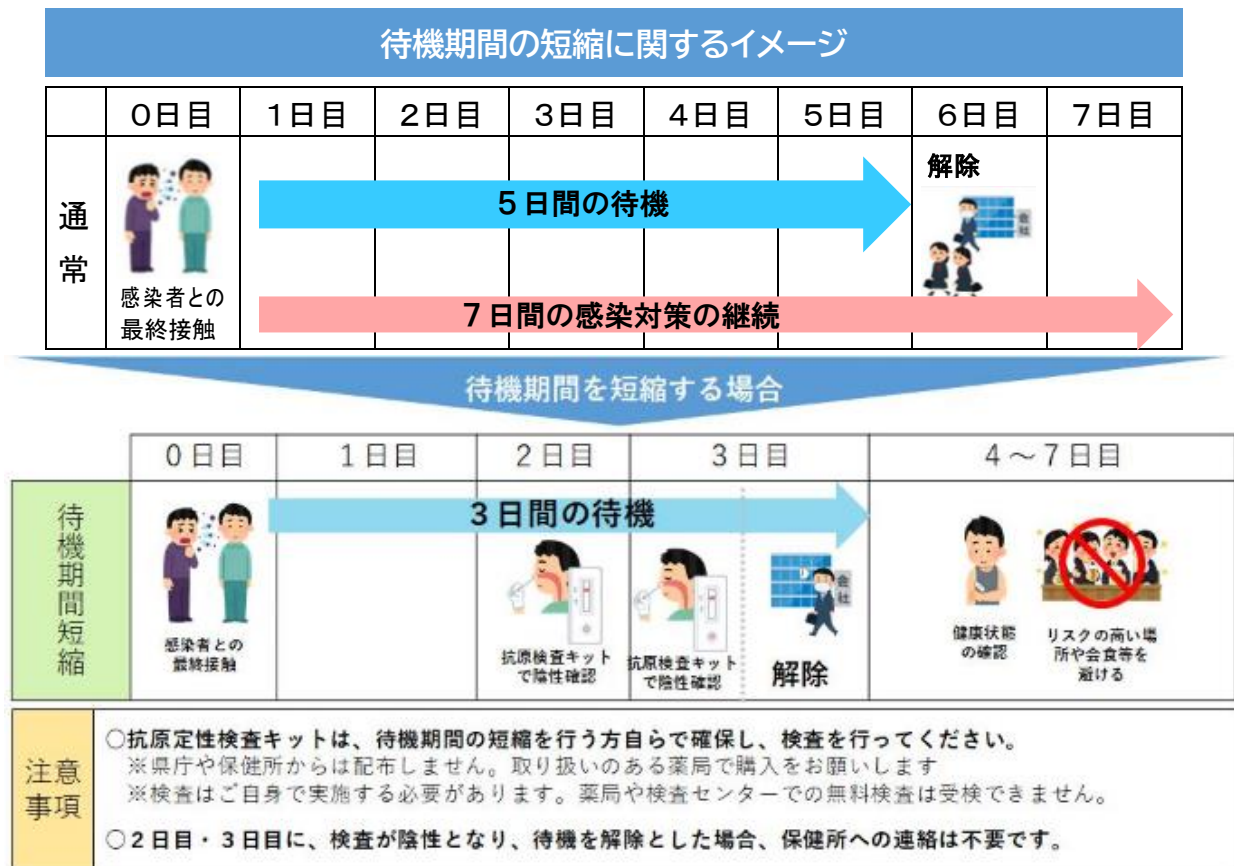 待機期間の短縮に関するイメージ
0日目 1日目 2日目 3日目 4日目 5日目 6日目 7日目
通常
解除
会社
5日間の待機
感染者との
最終接触
7日間の感染対策の継続
待機期間を短縮する場合
0日目 1日目 2日目 3日目 4～7日目
待機期間短縮
3日間の待機
会社
感染者との
最終接触
抗原検査キット
で陰性確認
抗原検査キット
で陰性確認
解除
健康状態
の確認
リスクの高い場
所や会食等を
避ける
注意
事項
○抗原定性検査キットは、待機期間の短縮を行う方自らで確保し、検査を行ってください。
※県庁や保健所からは配布しません。取り扱いのある薬局で購入をお願いします
※検査はご自身で実施する必要があります。薬局や検査センターでの無料検査は受検できません。
○2日目・3日目に、検査が陰性となり、待機を解除とした場合、保健所への連絡は不要です。